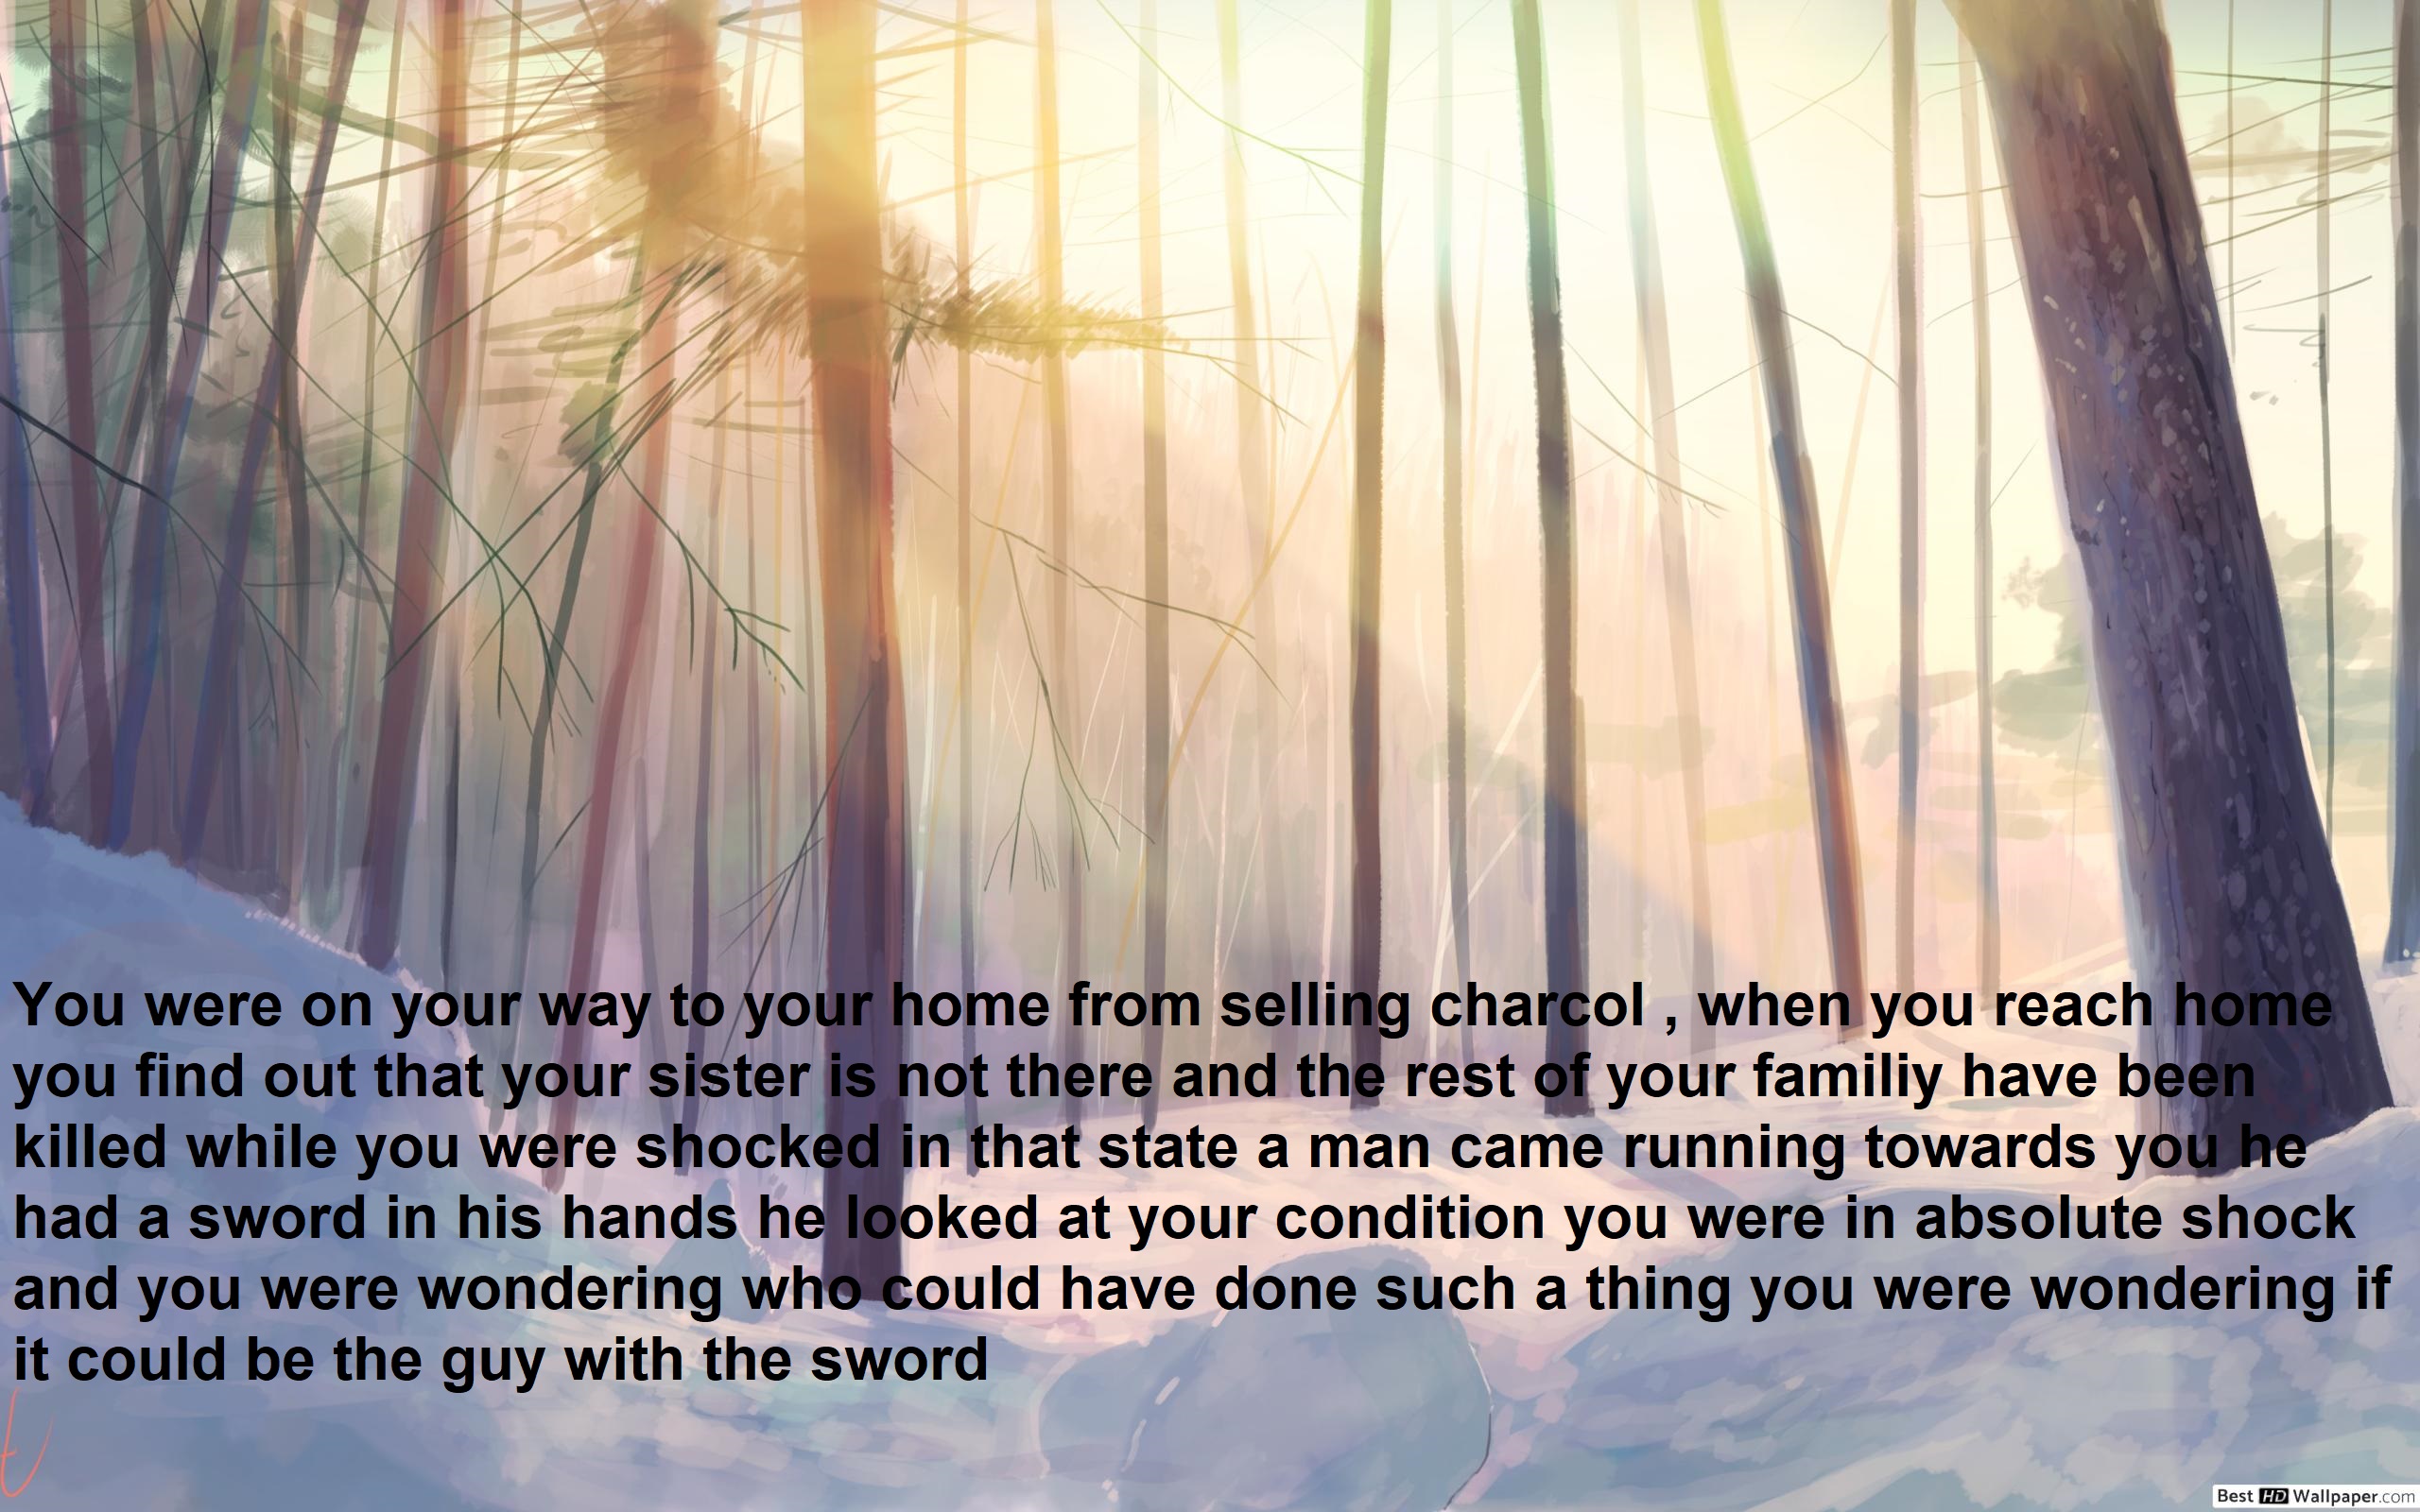 You were on your way to your home from selling charcol , when you reach home
you find out that your sister is not there and the rest of your familiy have been
killed while you were shocked in that state a man came running towards you he
had a sword in his hands he looked at your condition you were in absolute shock
and you were wondering who could have done such a thing you were wondering if
it could be the guy with the sword
Best HD Wallpaper.com